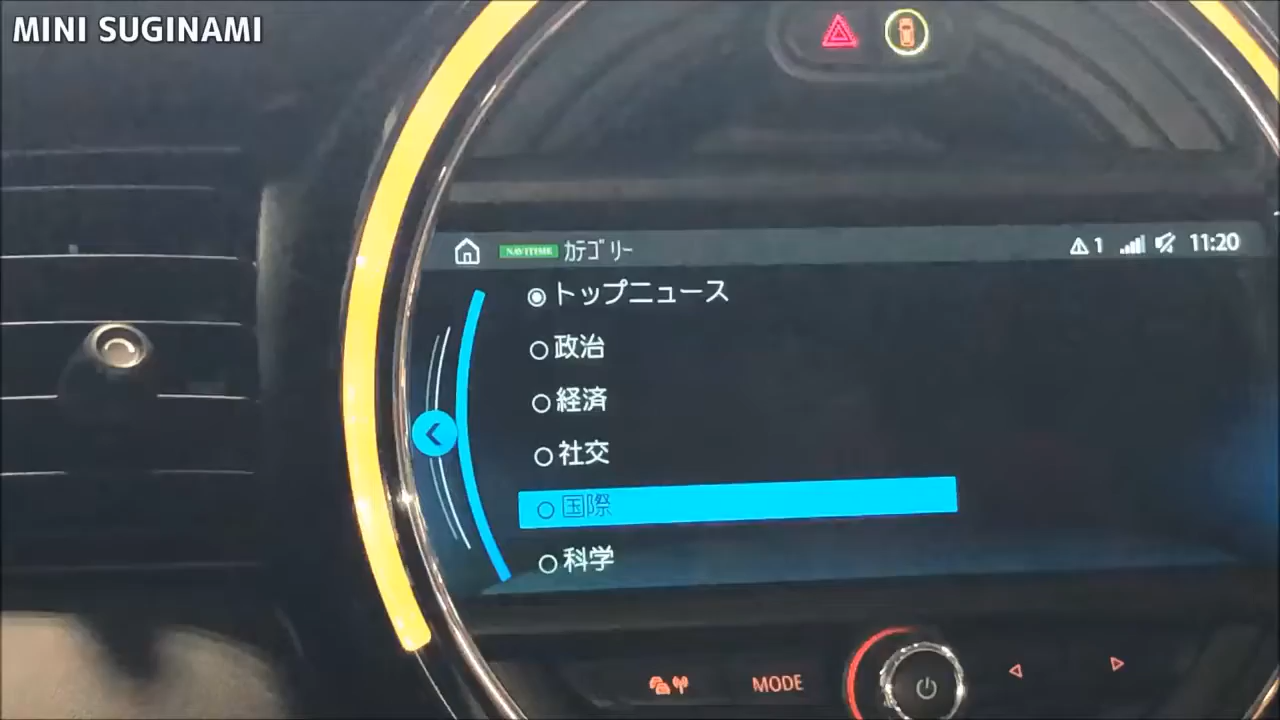 MINI SUGINAMI
NAVITIME カテゴリー
1 11:20
トップニュース
政治
経済
社交
国際
科学
MODE